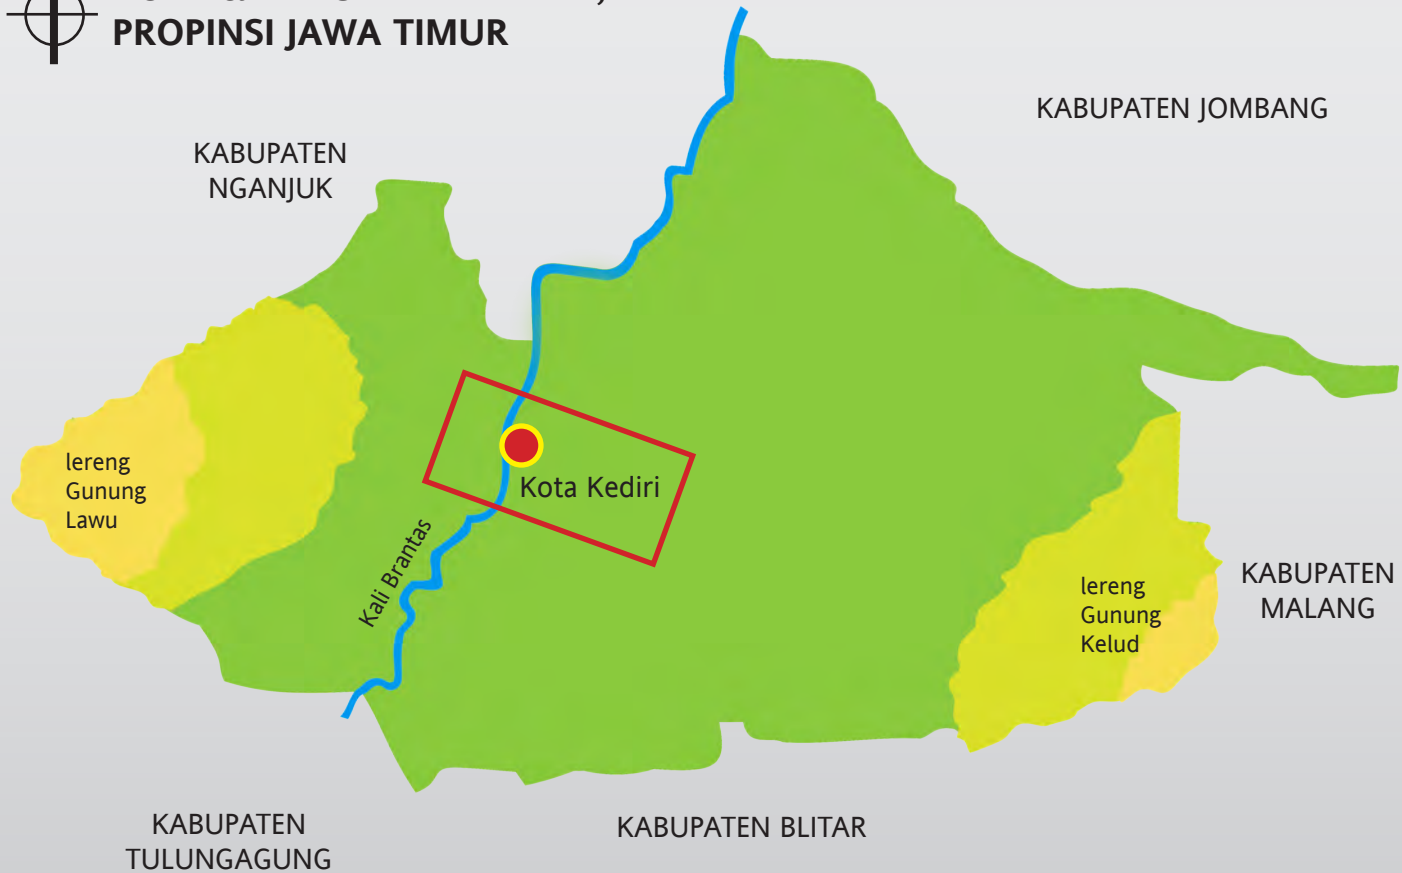 PROPINSI JAWA TIMUR
KABUPATEN JOMBANG
KABUPATEN
NGANJUK
lereng
Gunung
Lawu
Kota Kediri
Kali Brantas
lereng
Gunung
Kelud
KABUPATEN
MALANG
KABUPATEN
TULUNGAGUNG
KABUPATEN BLITAR